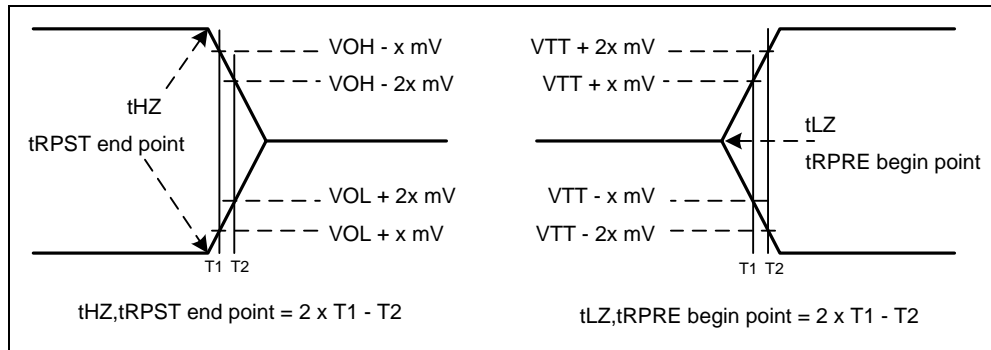 VOH - x mV
VOH - 2x mV
tHZ
tRPST end point
VOL + 2x mV
VOL + x mV
T1 T2
tHZ,tRPST end point = 2 x T1 - T2
VTT + 2x mV
VTT + x mV
tLZ
tRPRE begin point
VTT - x mV
VTT - 2x mV
T1 T2
tLZ,tRPRE begin point = 2 x T1 - T2